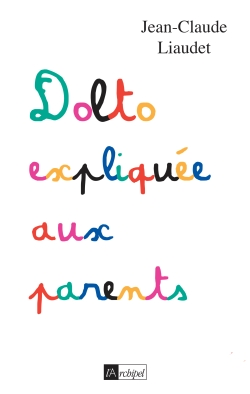 Jean-Claude
Liaudet
Dolto
expliquée
aux
parents
l'Archipel